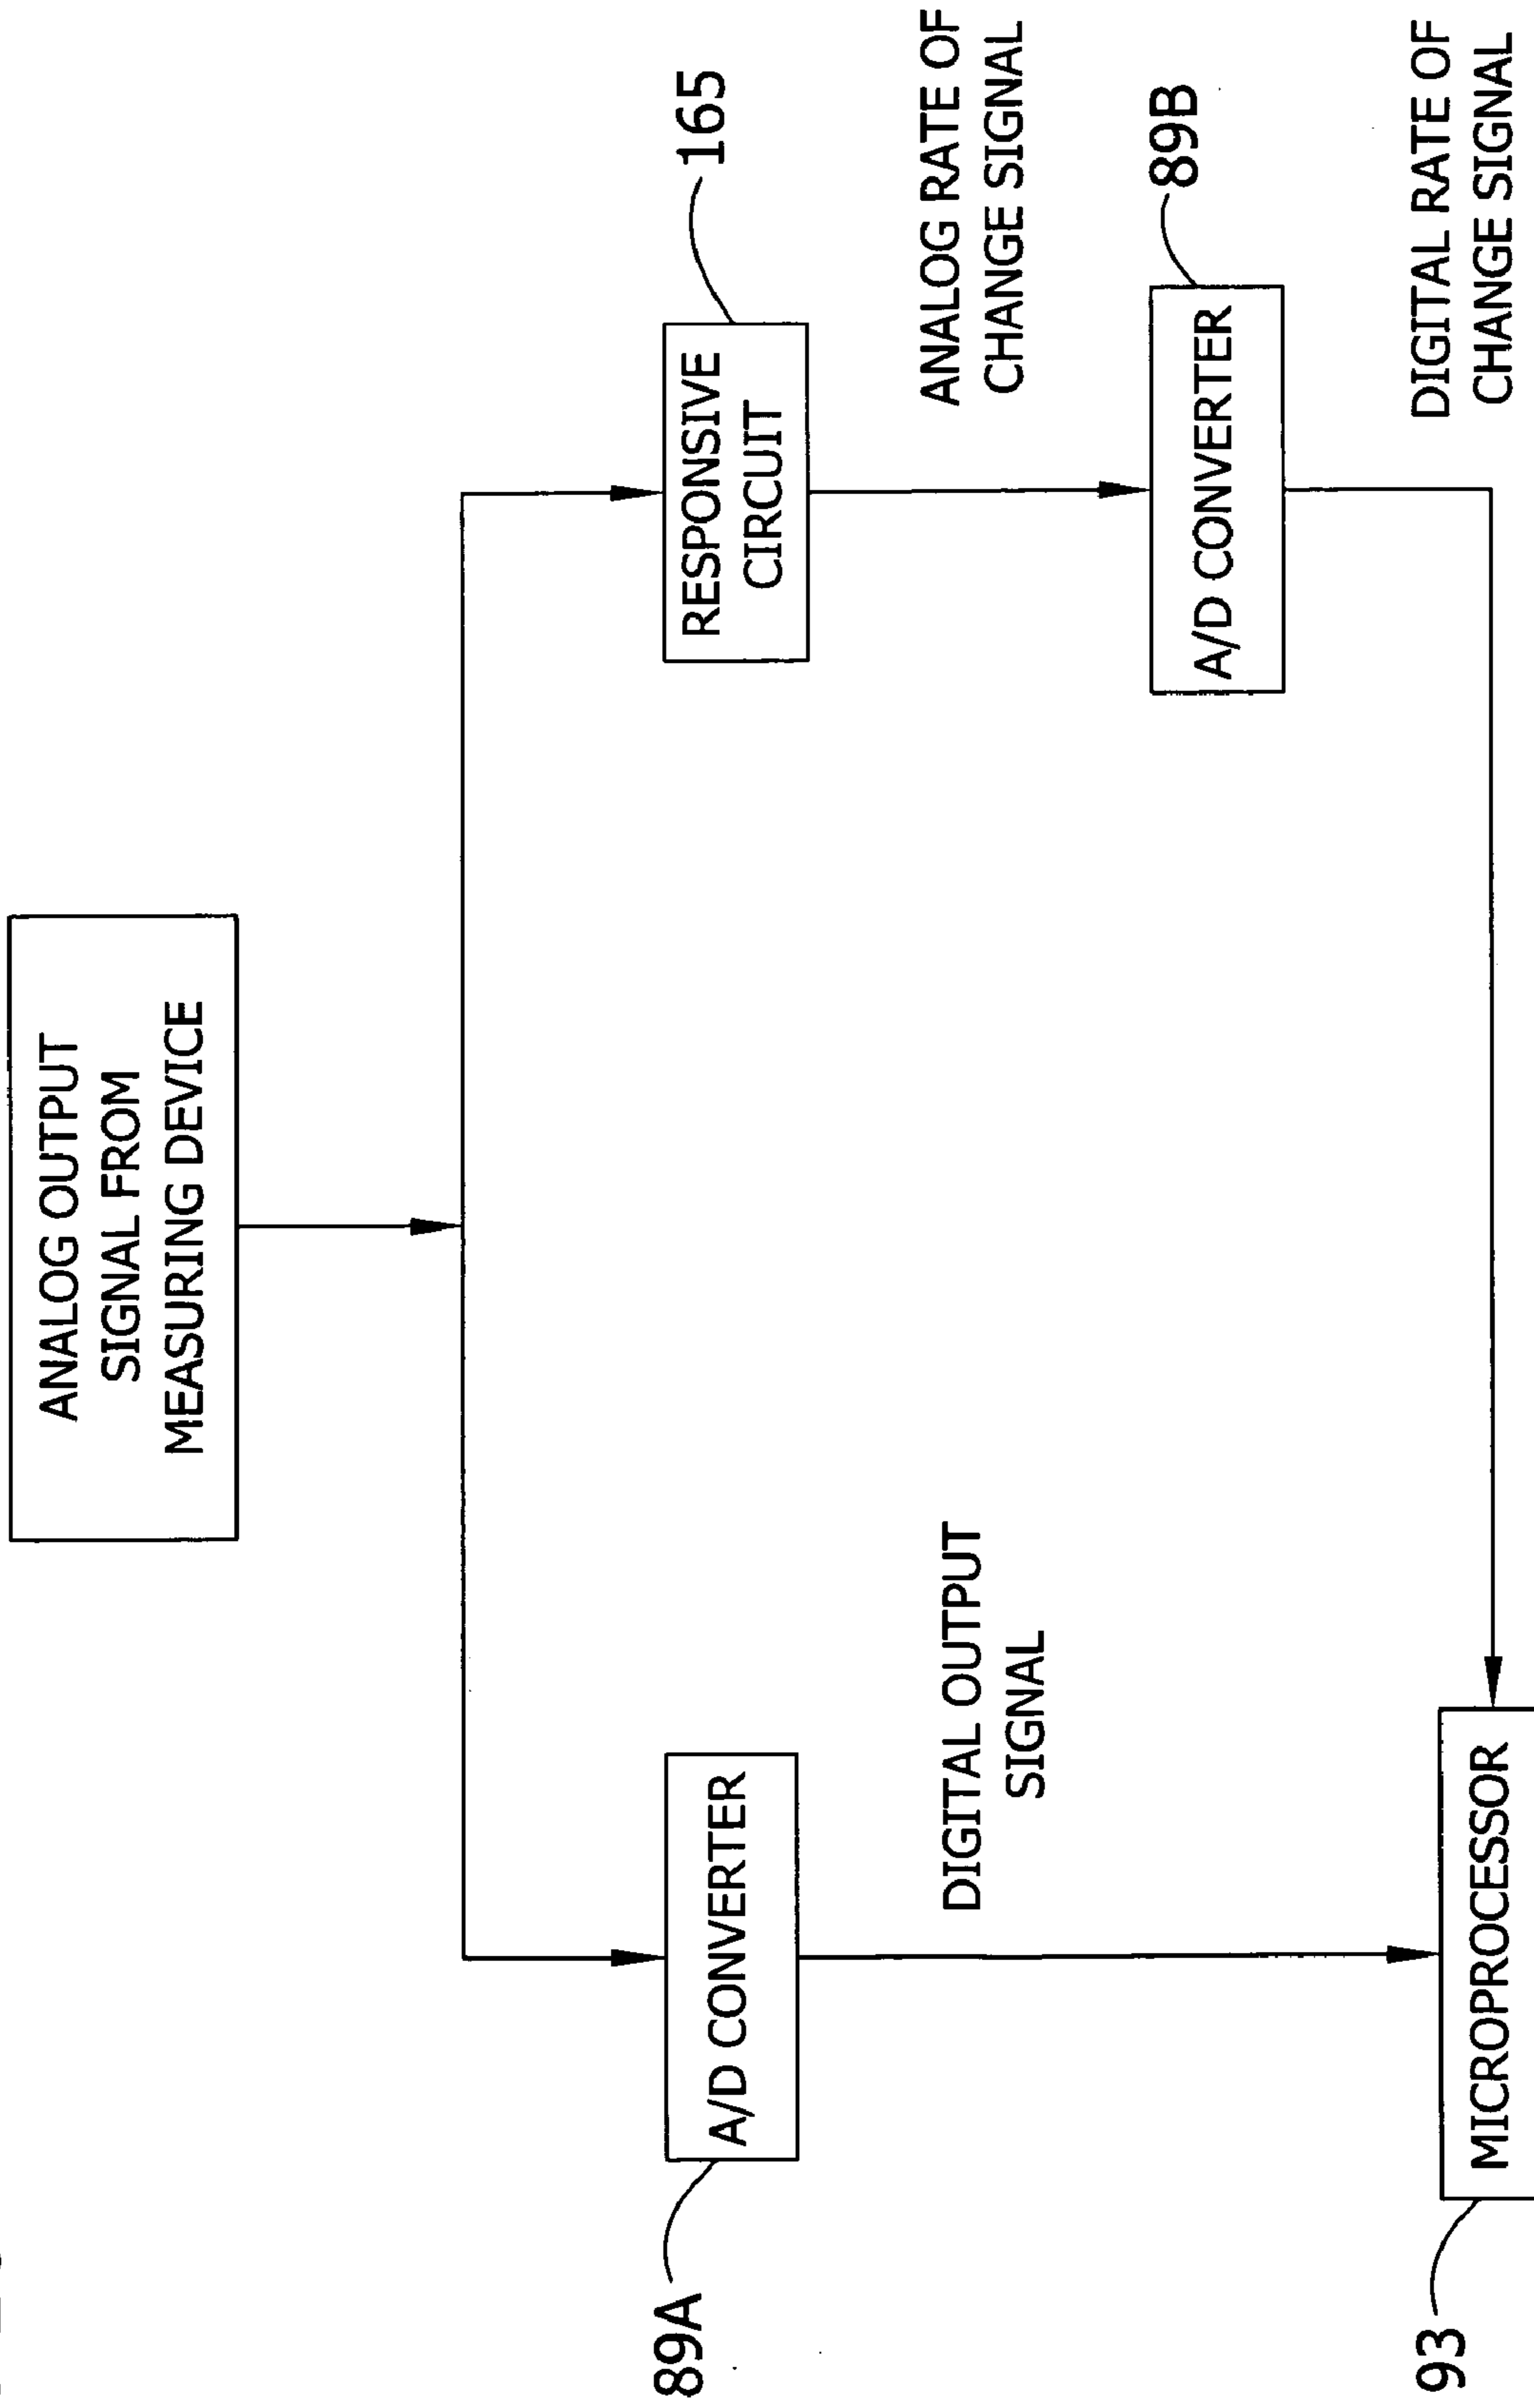 ANALOG OUTPUT
SIGNAL FROM
MEASURING DEVICE
89A
A/D CONVERTER
RESPONSIVE
CIRCUIT
165
DIGITAL OUTPUT
SIGNAL
ANALOG RATE OF
CHANGE SIGNAL
A/D CONVERTER
89B
93
MICROPROCESSOR
DIGITAL RATE OF
CHANGE SIGNAL